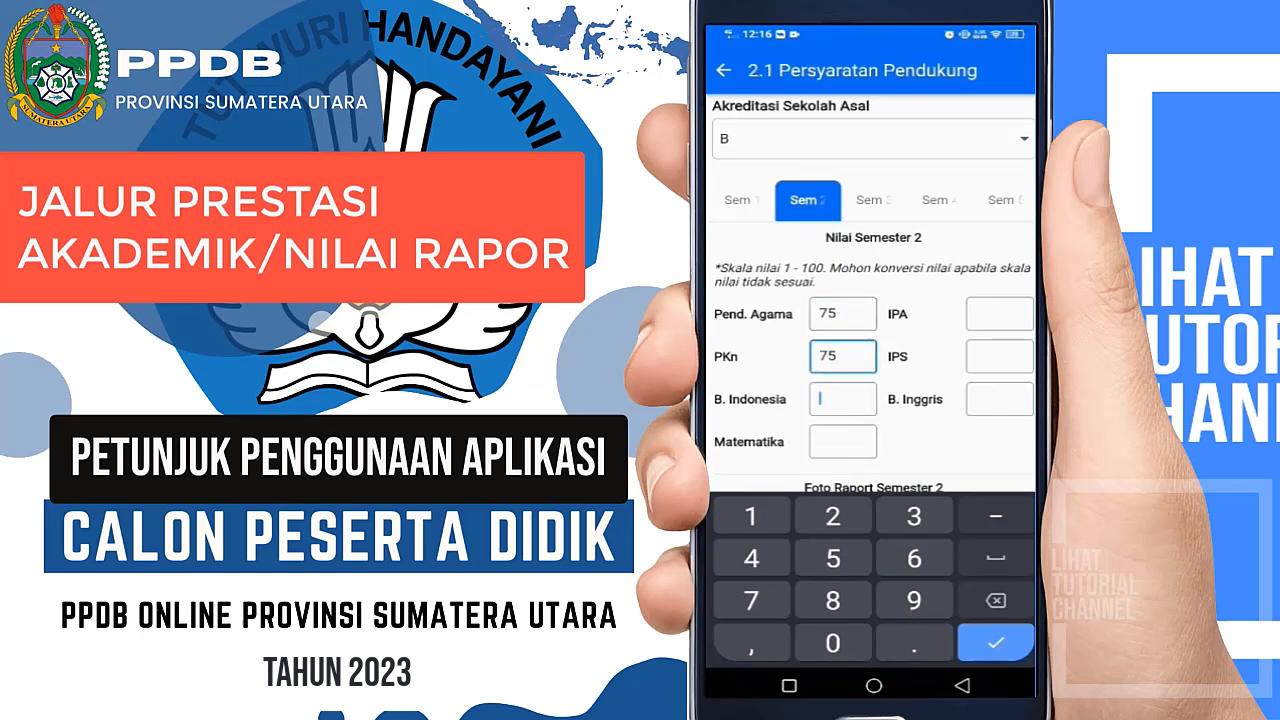 TUT WURI HANDAYANI
SUMATERA UTARA
PPDB
PROVINSI SUMATERA UTARA
JALUR PRESTASI
AKADEMIK/NILAI RAPOR
PETUNJUK PENGGUNAAN APLIKASI
CALON PESERTA DIDIK
PPDB ONLINE PROVINSI SUMATERA UTARA
TAHUN 2023
12:16
2.1 Persyaratan Pendukung
Akreditasi Sekolah Asal
B
Sem 1 Sem 2 Sem 3 Sem 4 Sem 5
Nilai Semester 2
*Skala nilai 1 - 100. Mohon konversi nilai apabila skala
nilai tidak sesuai.
Pend. Agama 75 IPA
PKn 75 IPS
B. Indonesia B. Inggris
Matematika
Foto Raport Semester 2
1 2 3 –
4 5 6
7 8 9
, 0 .
LIHAT
TUTORIAL
CHANNEL